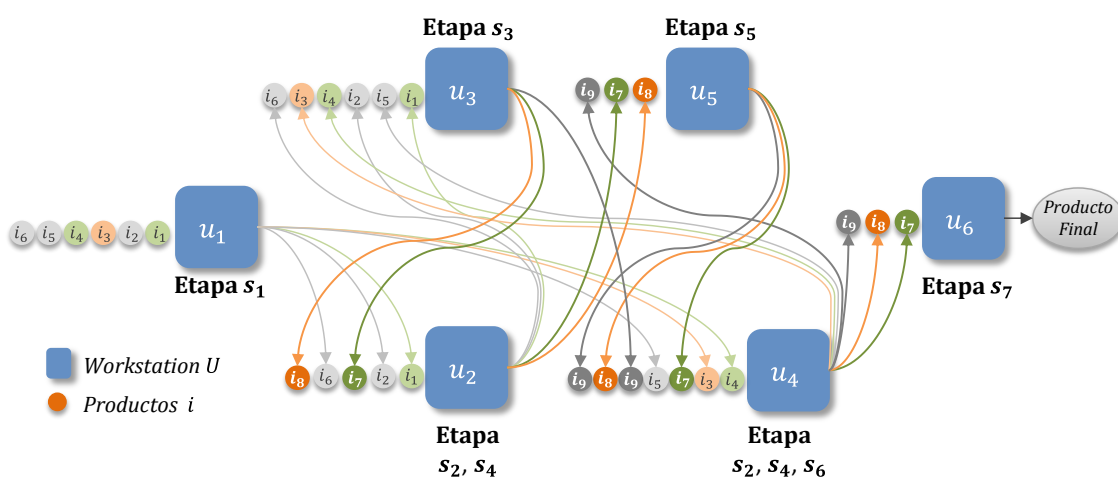 Etapa s₃
Etapa s₅
i₆ i₃ i₄ i₂ i₅ i₁
u₃
i₉ i₇ i₈
u₅
i₆ i₅ i₄ i₃ i₂ i₁
u₁
Etapa s₁
i₉ i₈ i₇
u₆
Etapa s₇
Producto
Final
i₈ i₆ i₇ i₂ i₁
u₂
Etapa
s₂, s₄
i₉ i₈ i₉ i₅ i₇ i₃ i₄
u₄
Etapa
s₂, s₄, s₆
Workstation U
Productos i